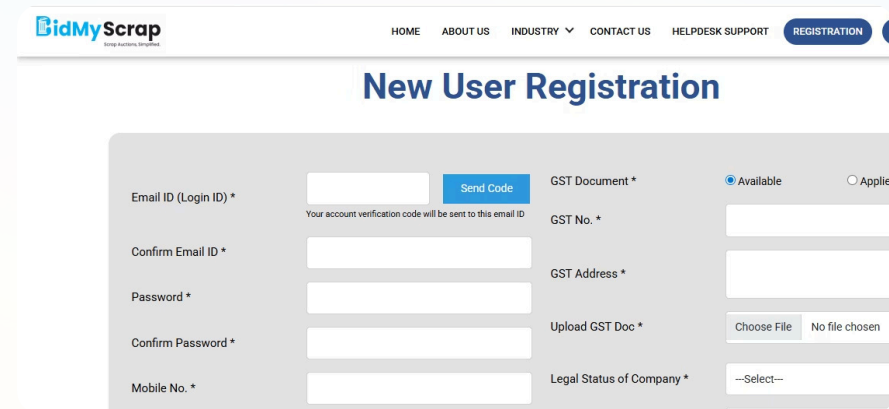 BidMyScrap
Scrap Auctions, Simplified.
HOME ABOUT US INDUSTRY CONTACT US HELPDESK SUPPORT REGISTRATION
New User Registration
Email ID (Login ID) *
Send Code
Your account verification code will be sent to this email ID
Confirm Email ID *
Password *
Confirm Password *
Mobile No. *
GST Document *
Available
Applie
GST No. *
GST Address *
Upload GST Doc *
Choose File No file chosen
Legal Status of Company *
---Select---